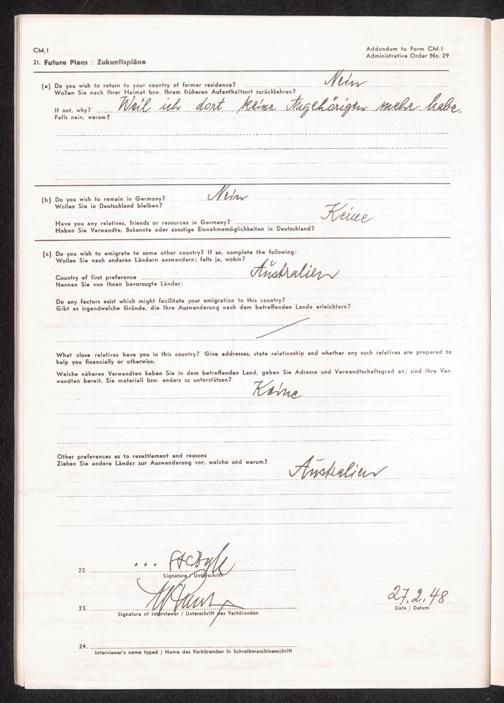 CM/1
Addendum to Form CM/1
Administrative Order No. 29
21. Future Plans / Zukunftspläne
(a) Do you wish to return to your country of former residence? Nein
Wollen Sie nach Ihrer Heimat bzw. Ihrem früheren Aufenthaltsort zurückkehren?
If not, why? Weil ich dort keine Angehörigen mehr habe.
Falls nein, warum?
(b) Do you wish to remain in Germany? Nein
Wollen Sie in Deutschland bleiben?
Have you any relatives, friends or resources in Germany? Keine
Haben Sie Verwandte, Bekannte oder sonstige Einnahmemöglichkeiten in Deutschland?
(c) Do you wish to emigrate to some other country? If so, complete the following:
Wollen Sie nach anderen Ländern auswandern; falls ja, wohin?
Country of first preference Australien
Nennen Sie von Ihnen bevorzugte Länder:
Do any factors exist which might facilitate your emigration to this country?
Gibt es irgendwelche Gründe, die Ihre Auswanderung nach dem betreffenden Lande erleichtern?
What close relatives have you in this country? Give addresses, state relationship and whether any such relatives are prepared to
help you financially or otherwise.
Welche näheren Verwandten haben Sie in dem betreffenden Land, geben Sie Adresse und Verwandtschaftsgrad an; sind Ihre Ver-
wandten bereit, Sie materiell bzw. anders zu unterstützen?
Keine
Other preferences as to resettlement and reasons
Ziehen Sie andere Länder zur Auswanderung vor, welche und warum?
Australien
22.
Signature / Unterschrift
23.
Signature of Interviewer / Unterschrift des Verhörenden
27.2.48
Date / Datum
24.
Interviewer's name typed / Name des Verhörenden in Schreibmaschinenschrift